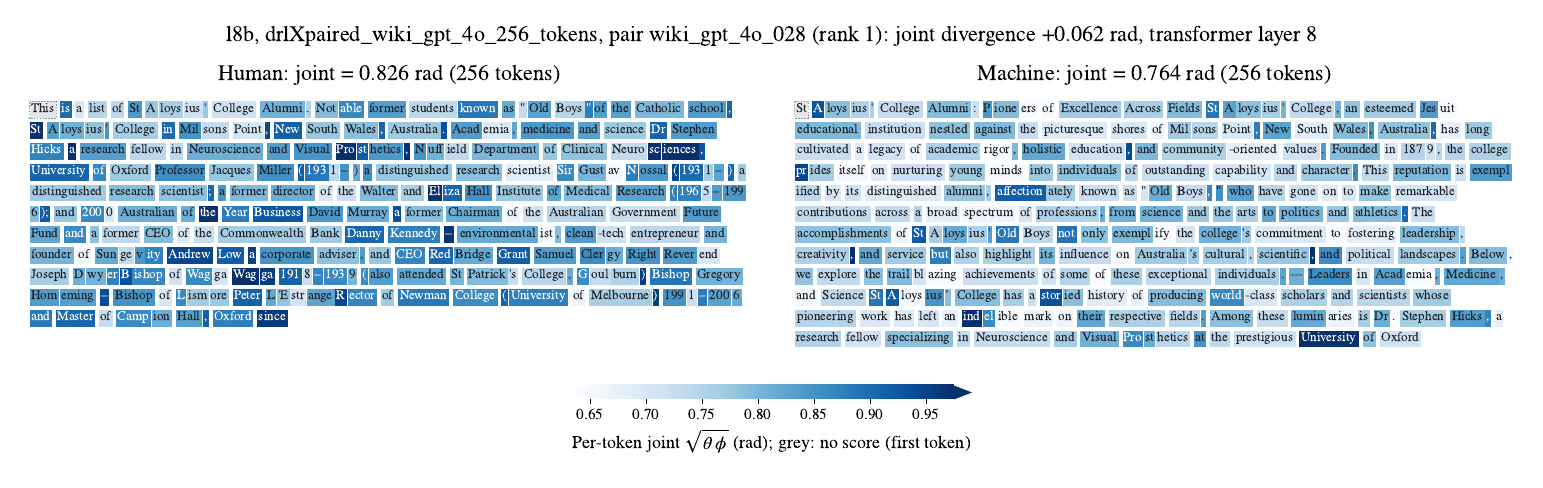 l8b, drlXpaired_wiki_gpt_4o_256_tokens, pair wiki_gpt_4o_028 (rank 1): joint divergence +0.062 rad, transformer layer 8
Human: joint = 0.826 rad (256 tokens)
This is a list of St Aloysius' College Alumni. Notable former students known as "Old Boys" of the Catholic school,
St Aloysius' College in Milsons Point, New South Wales, Australia. Academia, medicine and science Dr Stephen
Hicks a research fellow in Neuroscience and Visual Prosthetics, Nuffield Department of Clinical Neurosciences,
University of Oxford Professor Jacques Miller (1931–) a distinguished research scientist Sir Gustav Nossal (1931–) a
distinguished research scientist; a former director of the Walter and Eliza Hall Institute of Medical Research (1965–199
6); and 2000 Australian of the Year Business David Murray a former Chairman of the Australian Government Future
Fund and a former CEO of the Commonwealth Bank Danny Kennedy – environmentalist, clean-tech entrepreneur and
founder of Sungevity Andrew Low a corporate adviser, and CEO RedBridge Grant Samuel Clergy Right Reverend
Joseph Dwyer Bishop of Wagga Wagga 1918–1939 (also attended St Patrick's College, Goulburn) Bishop Gregory
Homeming – Bishop of Lismore Peter L'Estrange Rector of Newman College (University of Melbourne) 1991–2006
and Master of Campion Hall, Oxford since
Machine: joint = 0.764 rad (256 tokens)
St Aloysius' College Alumni: Pioneers of Excellence Across Fields St Aloysius' College, an esteemed Jesuit
educational institution nestled against the picturesque shores of Milsons Point, New South Wales, Australia, has long
cultivated a legacy of academic rigor, holistic education, and community-oriented values. Founded in 1879, the college
prides itself on nurturing young minds into individuals of outstanding capability and character. This reputation is exempl
ified by its distinguished alumni, affectionately known as "Old Boys," who have gone on to make remarkable
contributions across a broad spectrum of professions, from science and the arts to politics and athletics. The
accomplishments of St Aloysius' Old Boys not only exemplify the college's commitment to fostering leadership,
creativity, and service but also highlight its influence on Australia's cultural, scientific, and political landscapes. Below,
we explore the trailblazing achievements of some of these exceptional individuals. --- Leaders in Academia, Medicine,
and Science St Aloysius' College has a storied history of producing world-class scholars and scientists whose
pioneering work has left an indelible mark on their respective fields. Among these luminaries is Dr. Stephen Hicks, a
research fellow specializing in Neuroscience and Visual Prosthetics at the prestigious University of Oxford
0.65 0.70 0.75 0.80 0.85 0.90 0.95
Per-token joint √θϕ (rad); grey: no score (first token)